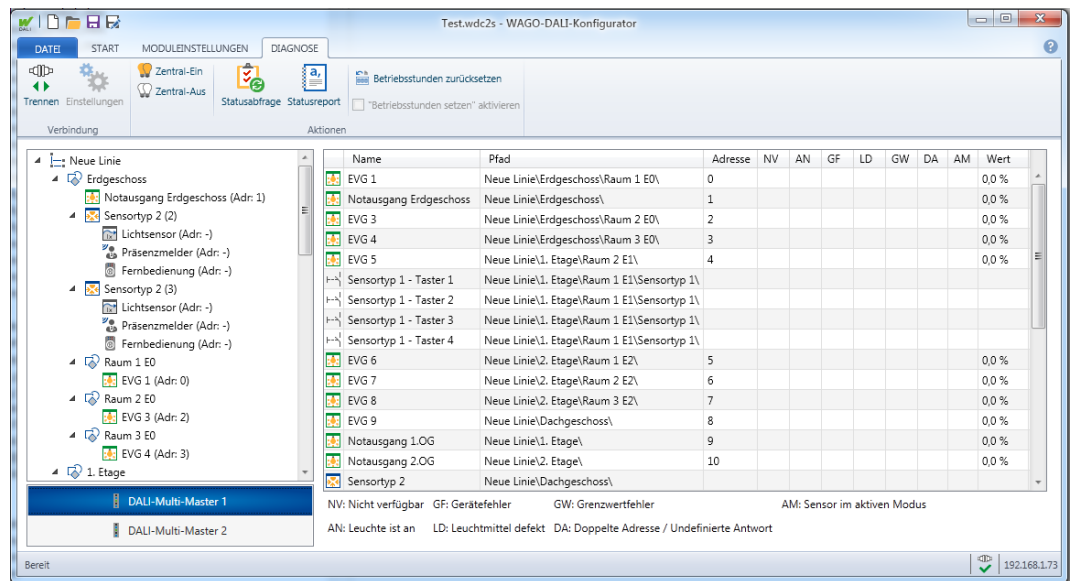 Test.wdc2s - WAGO-DALI-Konfigurator
DALI
DATEI START MODULEINSTELLUNGEN DIAGNOSE
Trennen Einstellungen
Zentral-Ein
Zentral-Aus
Statusabfrage Statusreport
Betriebsstunden zurücksetzen
"Betriebsstunden setzen" aktivieren
Verbindung Aktionen
Neue Linie
Erdgeschoss
Notausgang Erdgeschoss (Adr: 1)
Sensortyp 2 (2)
Lichtsensor (Adr: -)
Präsenzmelder (Adr: -)
Fernbedienung (Adr: -)
Sensortyp 2 (3)
Lichtsensor (Adr: -)
Präsenzmelder (Adr: -)
Fernbedienung (Adr: -)
Raum 1 E0
EVG 1 (Adr: 0)
Raum 2 E0
EVG 3 (Adr: 2)
Raum 3 E0
EVG 4 (Adr: 3)
1. Etage
DALI-Multi-Master 1
DALI-Multi-Master 2
Name Pfad Adresse NV AN GF LD GW DA AM Wert
EVG 1 Neue Linie\Erdgeschoss\Raum 1 E0\ 0 0,0 %
Notausgang Erdgeschoss Neue Linie\Erdgeschoss\ 1 0,0 %
EVG 3 Neue Linie\Erdgeschoss\Raum 2 E0\ 2 0,0 %
EVG 4 Neue Linie\Erdgeschoss\Raum 3 E0\ 3 0,0 %
EVG 5 Neue Linie\1. Etage\Raum 2 E1\ 4 0,0 %
Sensortyp 1 - Taster 1 Neue Linie\1. Etage\Raum 1 E1\Sensortyp 1\
Sensortyp 1 - Taster 2 Neue Linie\1. Etage\Raum 1 E1\Sensortyp 1\
Sensortyp 1 - Taster 3 Neue Linie\1. Etage\Raum 1 E1\Sensortyp 1\
Sensortyp 1 - Taster 4 Neue Linie\1. Etage\Raum 1 E1\Sensortyp 1\
EVG 6 Neue Linie\2. Etage\Raum 1 E2\ 5 0,0 %
EVG 7 Neue Linie\2. Etage\Raum 2 E2\ 6 0,0 %
EVG 8 Neue Linie\2. Etage\Raum 3 E2\ 7 0,0 %
EVG 9 Neue Linie\Dachgeschoss\ 8 0,0 %
Notausgang 1.OG Neue Linie\1. Etage\ 9 0,0 %
Notausgang 2.OG Neue Linie\2. Etage\ 10 0,0 %
Sensortyp 2 Neue Linie\Dachgeschoss\
NV: Nicht verfügbar GF: Gerätefehler GW: Grenzwertfehler AM: Sensor im aktiven Modus
AN: Leuchte ist an LD: Leuchtmittel defekt DA: Doppelte Adresse / Undefinierte Antwort
Bereit 192.168.1.73